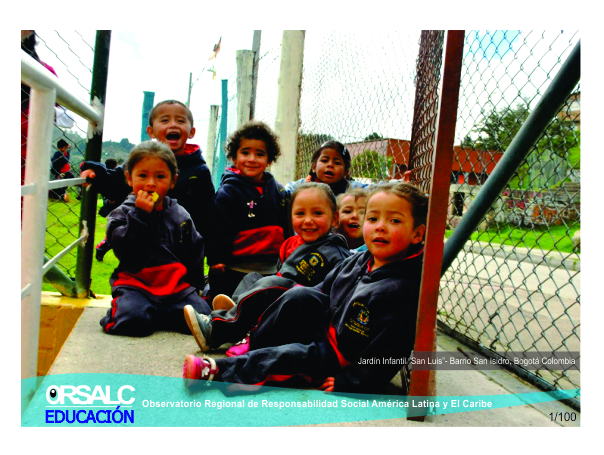 Jardín Infantil "San Luis"- Barrio San Isidro, Bogotá Colombia
ORSALC
EDUCACIÓN
Observatorio Regional de Responsabilidad Social América Latina y El Caribe
1/100